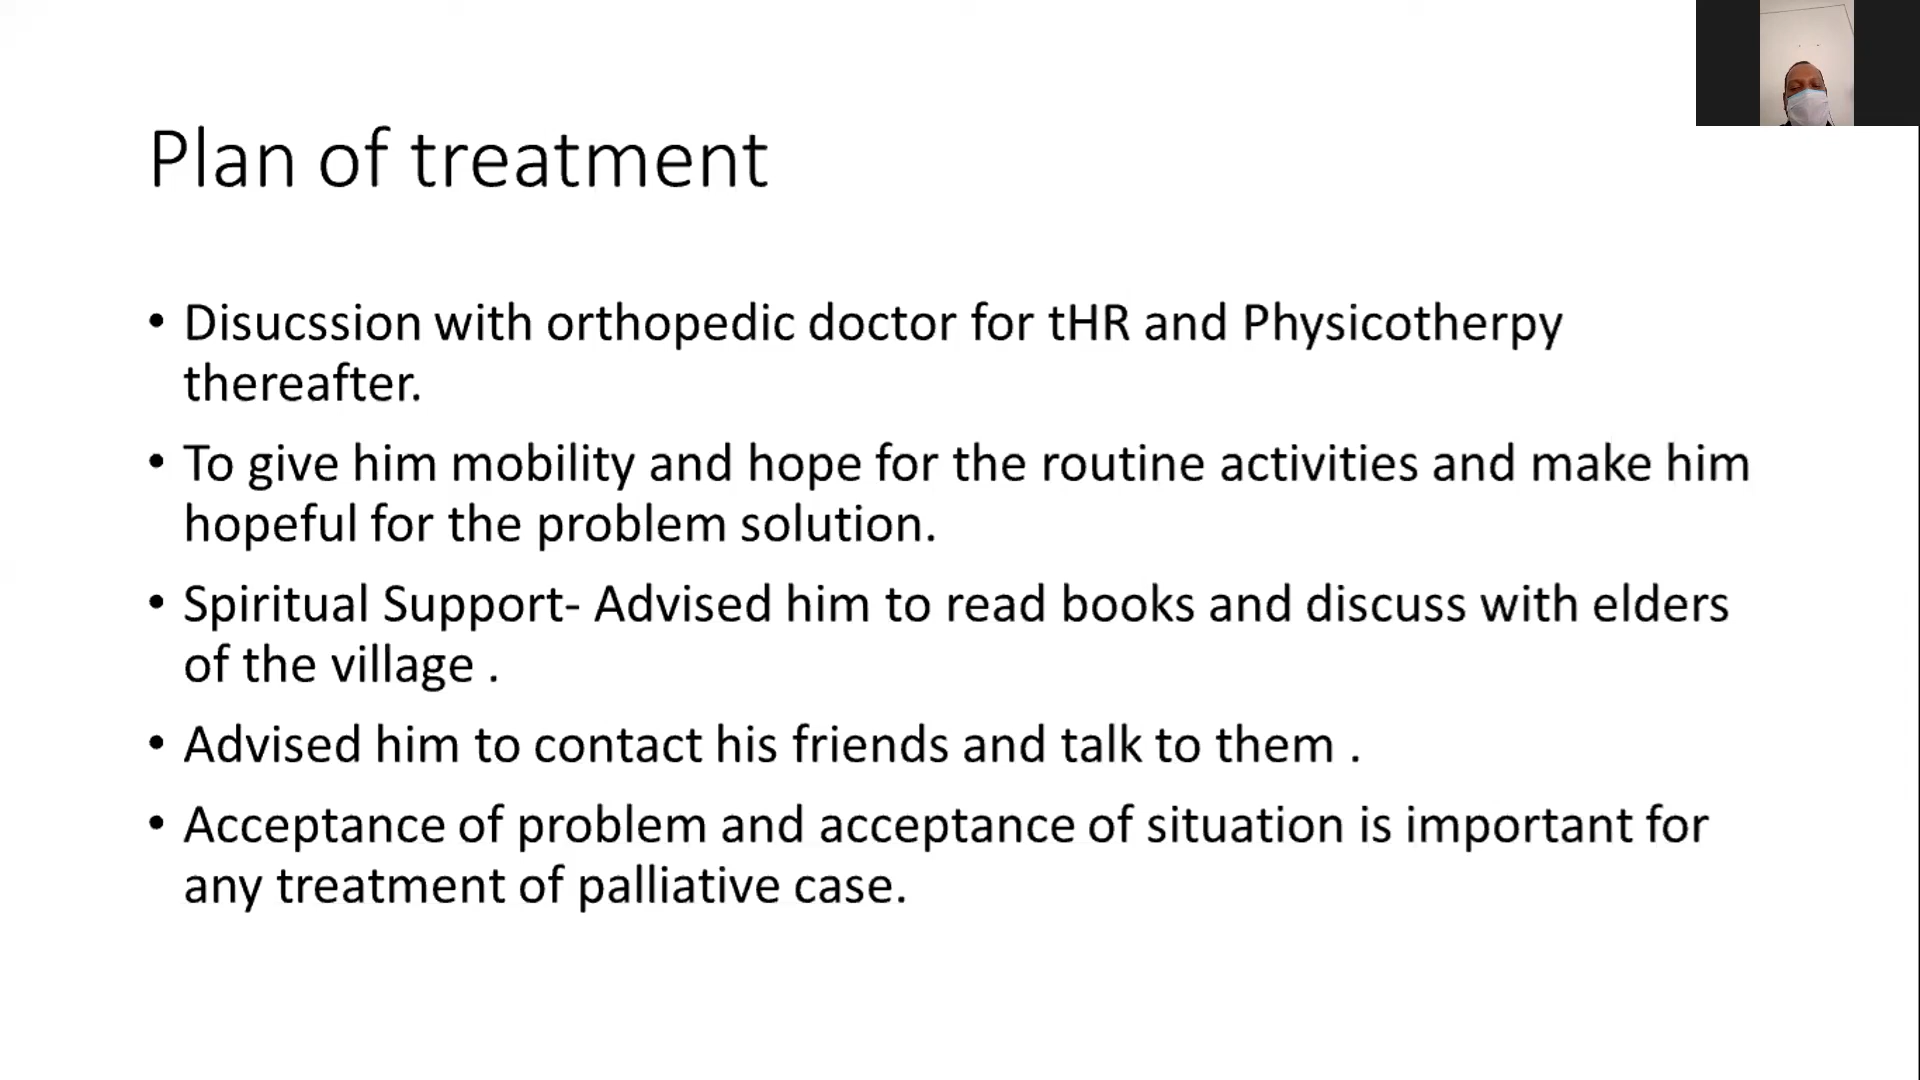 Plan of treatment
• Disucssion with orthopedic doctor for tHR and Physicotherpy
thereafter.
• To give him mobility and hope for the routine activities and make him
hopeful for the problem solution.
• Spiritual Support- Advised him to read books and discuss with elders
of the village .
• Advised him to contact his friends and talk to them .
• Acceptance of problem and acceptance of situation is important for
any treatment of palliative case.